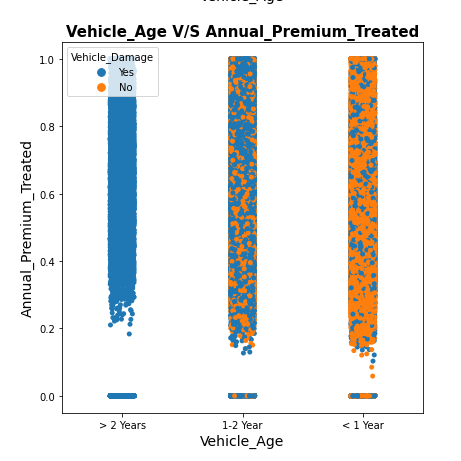 Vehicle_Age V/S Annual_Premium_Treated
Vehicle_Damage
Yes
No
1.0
0.8
0.6
0.4
0.2
0.0
Annual_Premium_Treated
> 2 Years
1-2 Year
< 1 Year
Vehicle_Age